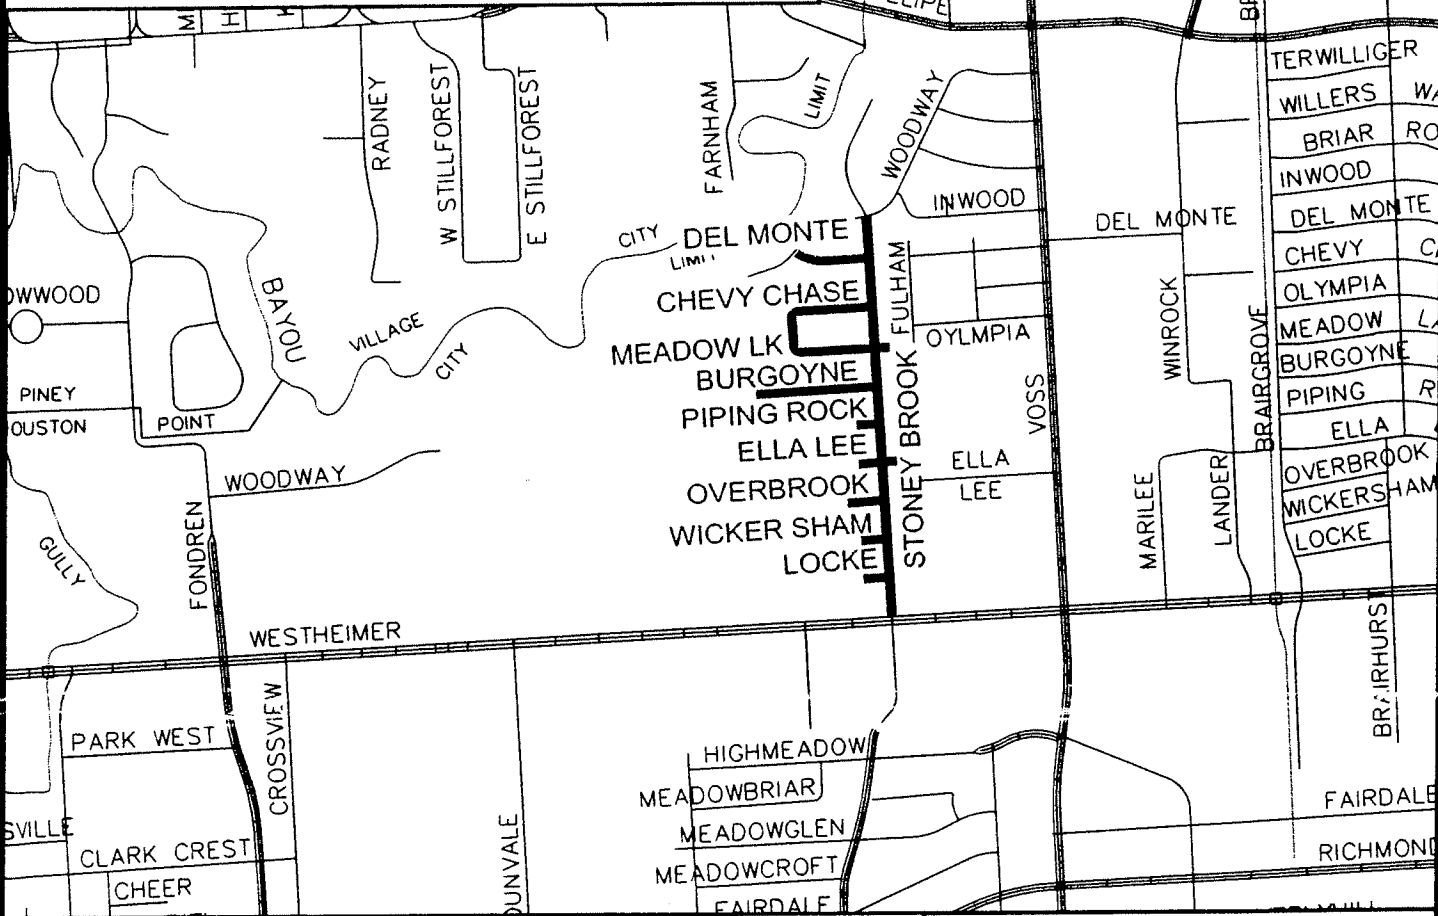 TERWILLIGER
WILLERS
BRIAR
INWOOD
DEL MONTE
CHEVY
OLYMPIA
MEADOW
BURGOYNE
PIPING
ELLA
OVERBROOK
WICKERSHAM
LOCKE
BRAIRGROVE
BRAIRHURST
RADNEY
W STILLFOREST
E STILLFOREST
FARNHAM
LIMIT
WOODWAY
INWOOD
DEL MONTE
CITY
LIMIT
DEL MONTE
CHEVY CHASE
MEADOW LK
BURGOYNE
PIPING ROCK
ELLA LEE
OVERBROOK
WICKER SHAM
LOCKE
STONEY BROOK
FULHAM
OYLMPIA
VOSS
ELLA
LEE
WINROCK
MARILEE
LANDER
BAYOU
VILLAGE
CITY
PINEY
POINT
WOODWAY
FONDREN
GULLY
WESTHEIMER
PARK WEST
CROSSVIEW
CLARK CREST
CHEER
HIGHMEADOW
MEADOWBRIAR
MEADOWGLEN
MEADOWCROFT
FAIRDALE
FAIRDALE
RICHMOND